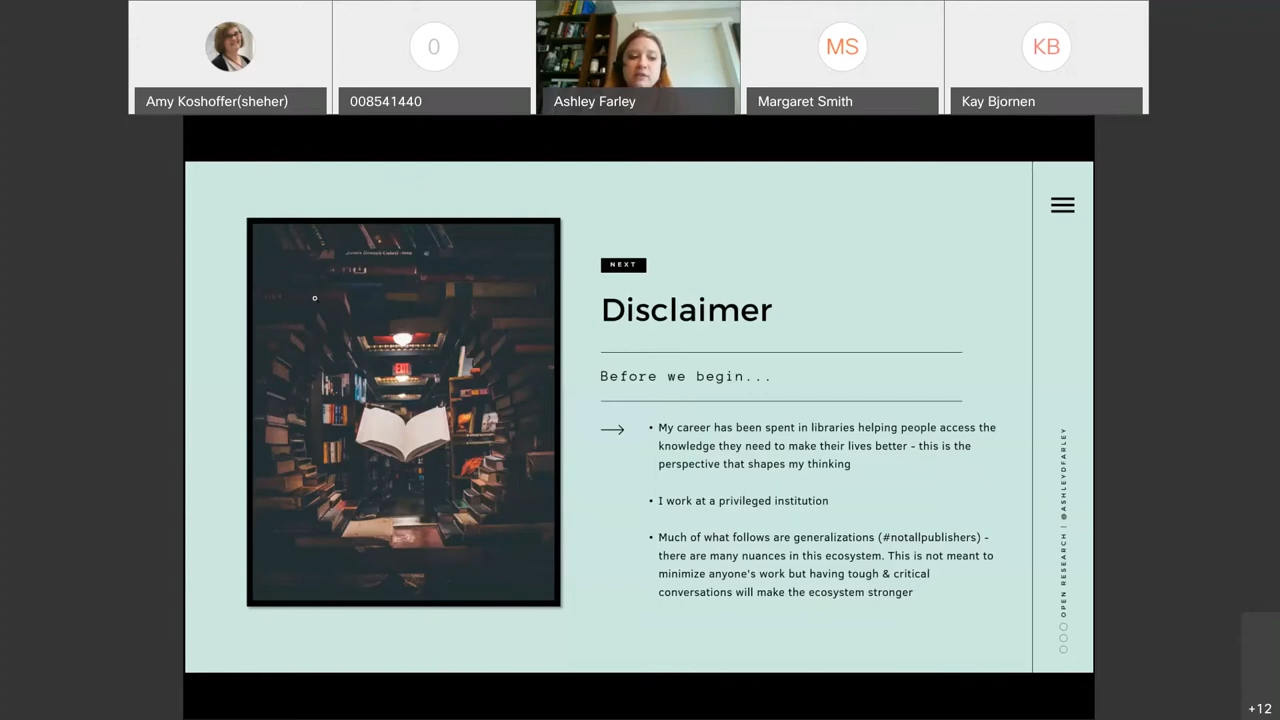 Amy Koshoffer(sheher)
0
008541440
Ashley Farley
MS
Margaret Smith
KB
Kay Bjornen
EXIT
NEXT
Disclaimer
Before we begin...
• My career has been spent in libraries helping people access the
knowledge they need to make their lives better - this is the
perspective that shapes my thinking
• I work at a privileged institution
• Much of what follows are generalizations (#notallpublishers) -
there are many nuances in this ecosystem. This is not meant to
minimize anyone's work but having tough & critical
conversations will make the ecosystem stronger
OPEN RESEARCH | @ASHLEYDFARLEY
+12